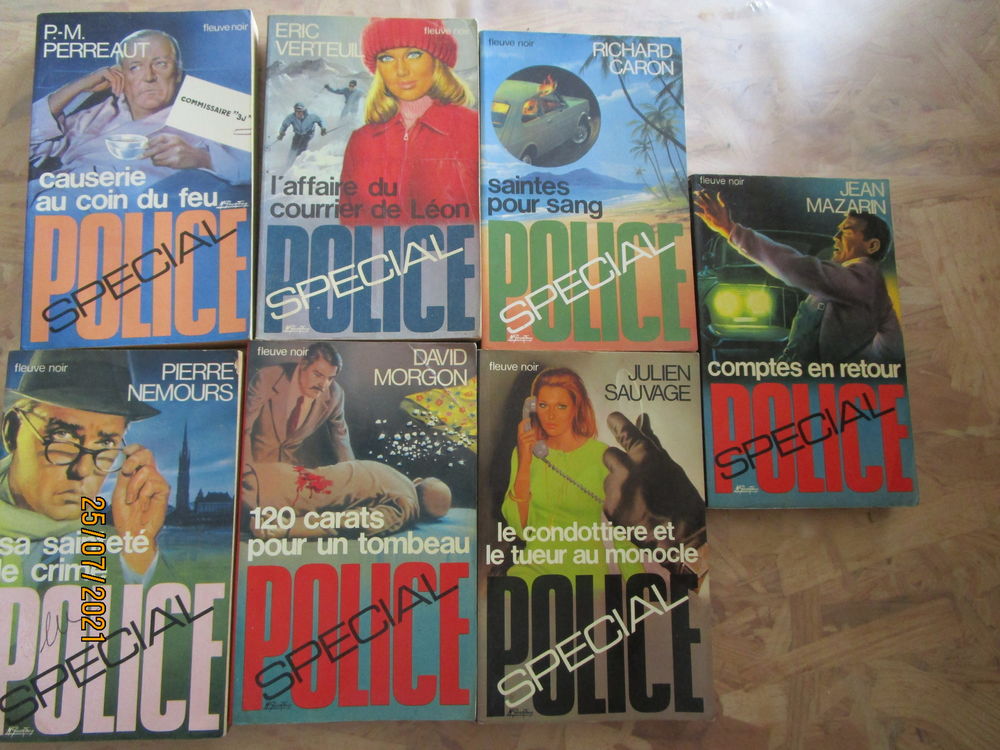 P.-M.
PERREAUT
fleuve noir
COMMISSAIRE "3J"
causerie
au coin du feu
POLICE
SPECIAL
ERIC
VERTEUIL
fleuve noir
l'affaire du
courrier de Léon
POLICE
SPECIAL
fleuve noir
RICHARD
CARON
saintes
pour sang
POLICE
SPECIAL
fleuve noir
JEAN
MAZARIN
comptes en retour
POLICE
SPECIAL
fleuve noir
PIERRE
NEMOURS
sa sainteté
le crime
POLICE
SPECIAL
25/07/2021
fleuve noir
DAVID
MORGON
120 carats
pour un tombeau
POLICE
SPECIAL
fleuve noir
JULIEN
SAUVAGE
le condottiere et
le tueur au monocle
POLICE
SPECIAL